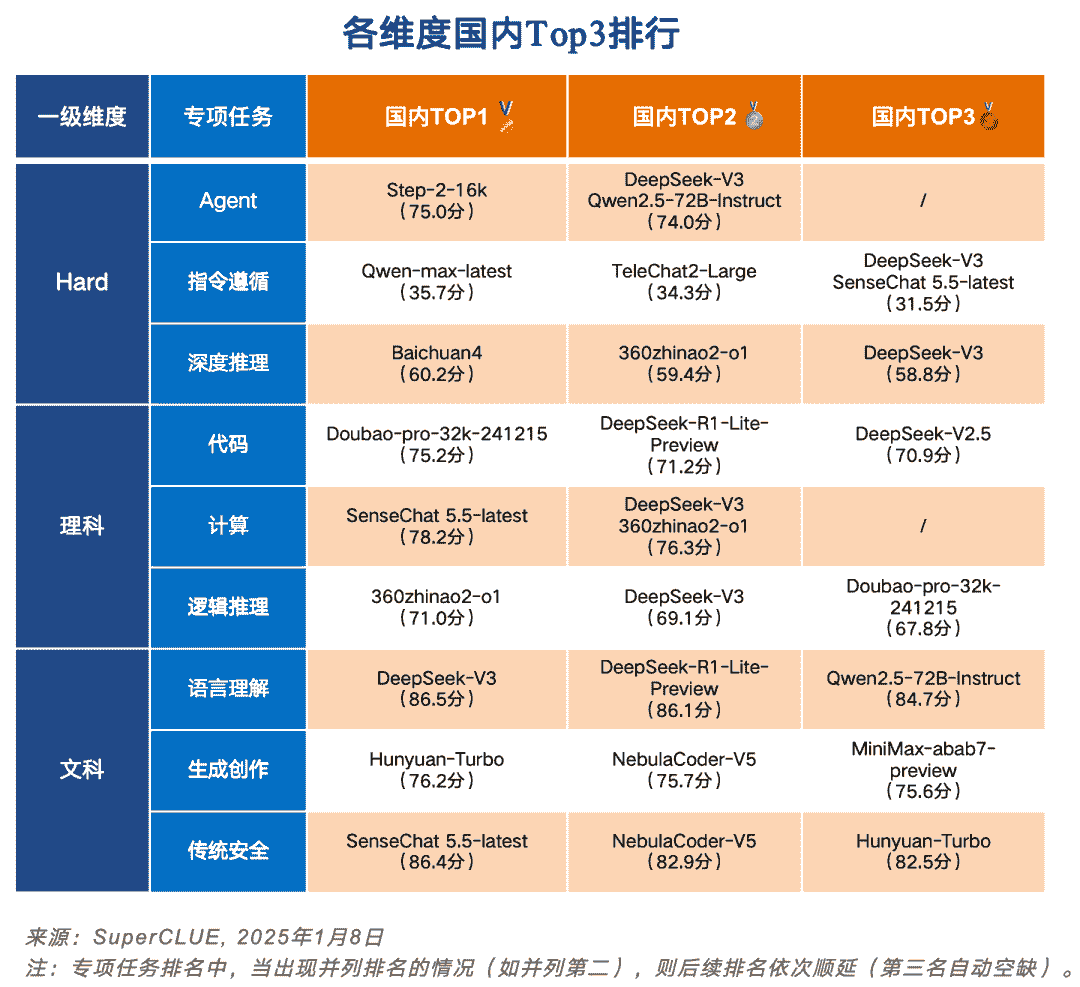 各维度国内Top3排行
一级维度 专项任务 国内TOP1 国内TOP2 国内TOP3
Hard
Agent
Step-2-16k
(75.0分)
DeepSeek-V3
Qwen2.5-72B-Instruct
(74.0分)
/
指令遵循
Qwen-max-latest
(35.7分)
TeleChat2-Large
(34.3分)
DeepSeek-V3
SenseChat 5.5-latest
(31.5分)
深度推理
Baichuan4
(60.2分)
360zhinao2-o1
(59.4分)
DeepSeek-V3
(58.8分)
理科
代码
Doubao-pro-32k-241215
(75.2分)
DeepSeek-R1-Lite-
Preview
(71.2分)
DeepSeek-V2.5
(70.9分)
计算
SenseChat 5.5-latest
(78.2分)
DeepSeek-V3
360zhinao2-o1
(76.3分)
/
逻辑推理
360zhinao2-o1
(71.0分)
DeepSeek-V3
(69.1分)
Doubao-pro-32k-
241215
(67.8分)
文科
语言理解
DeepSeek-V3
(86.5分)
DeepSeek-R1-Lite-
Preview
(86.1分)
Qwen2.5-72B-Instruct
(84.7分)
生成创作
Hunyuan-Turbo
(76.2分)
NebulaCoder-V5
(75.7分)
MiniMax-abab7-
preview
(75.6分)
传统安全
SenseChat 5.5-latest
(86.4分)
NebulaCoder-V5
(82.9分)
Hunyuan-Turbo
(82.5分)
来源：SuperCLUE, 2025年1月8日
注：专项任务排名中，当出现并列排名的情况（如并列第二），则后续排名依次顺延（第三名自动空缺）。